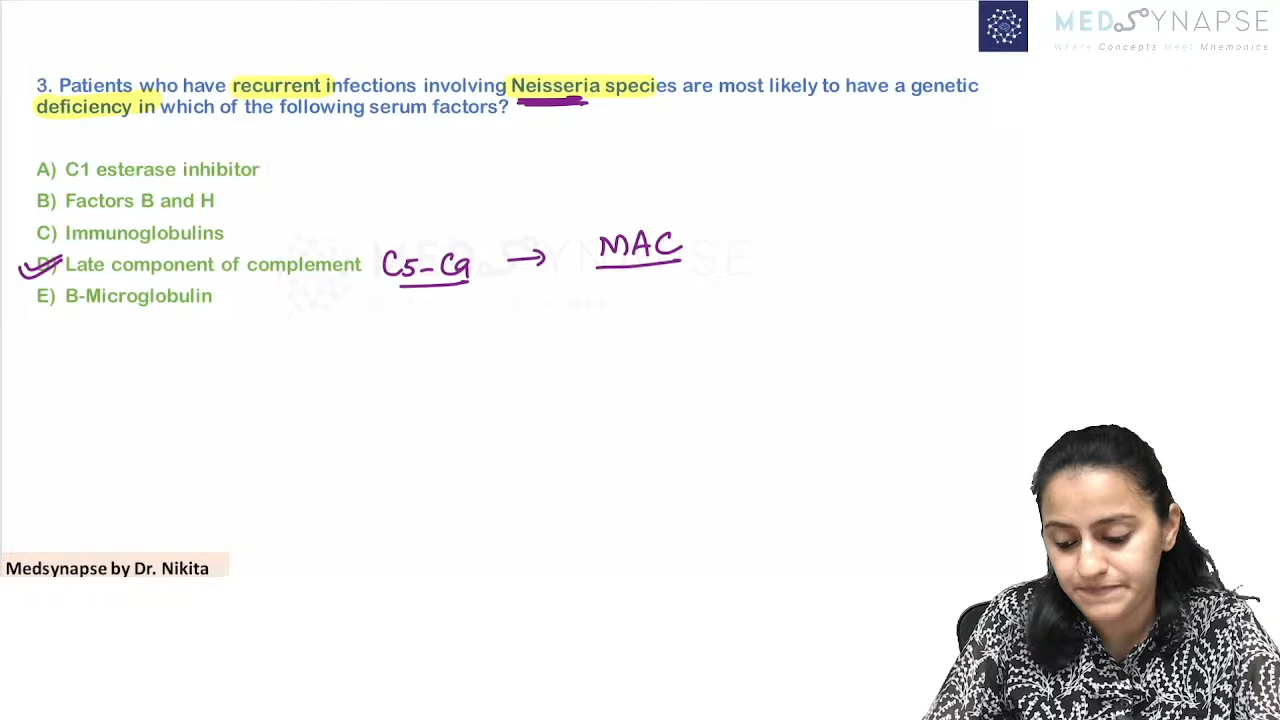 MEDSYNAPSE
Where Concepts Meet Mnemonics
3. Patients who have recurrent infections involving Neisseria species are most likely to have a genetic
deficiency in which of the following serum factors?
A) C1 esterase inhibitor
B) Factors B and H
C) Immunoglobulins
D) Late component of complement C5-C9 → MAC
E) B-Microglobulin
Medsynapse by Dr. Nikita